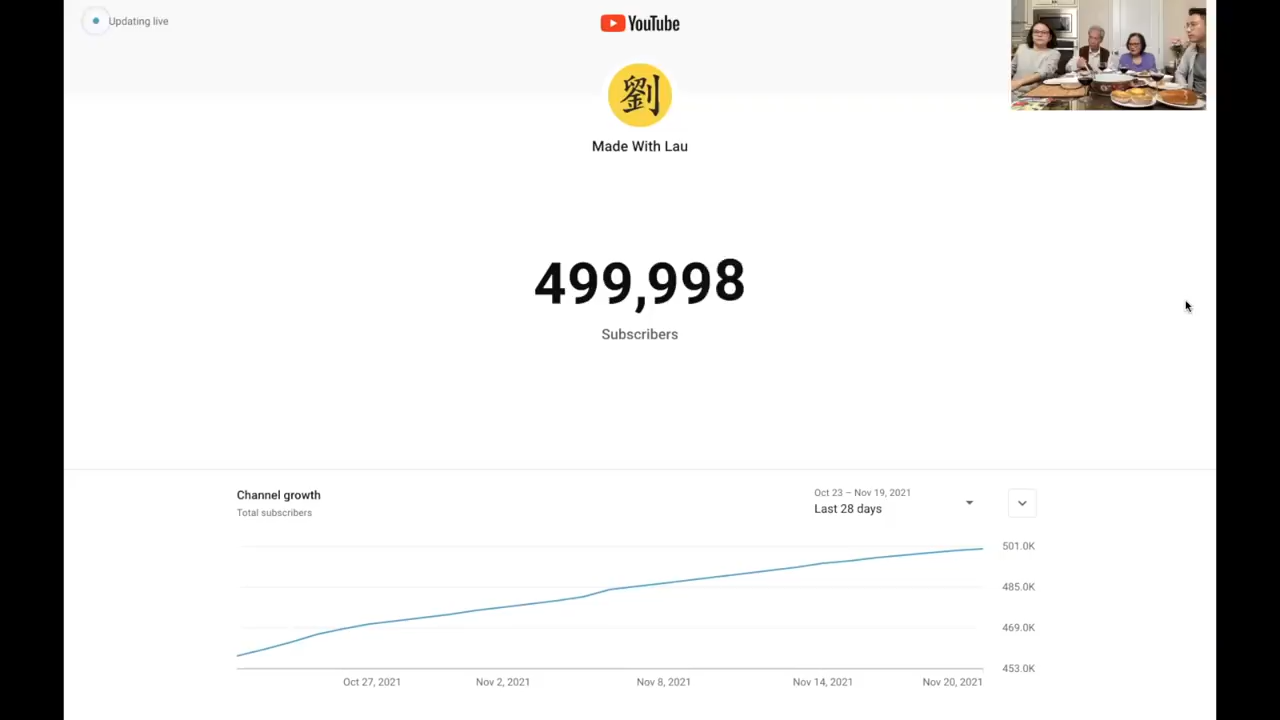 Updating live
YouTube
劉
Made With Lau
499,998
Subscribers
Channel growth
Total subscribers
Oct 23 – Nov 19, 2021
Last 28 days
501.0K
485.0K
469.0K
453.0K
Oct 27, 2021
Nov 2, 2021
Nov 8, 2021
Nov 14, 2021
Nov 20, 2021